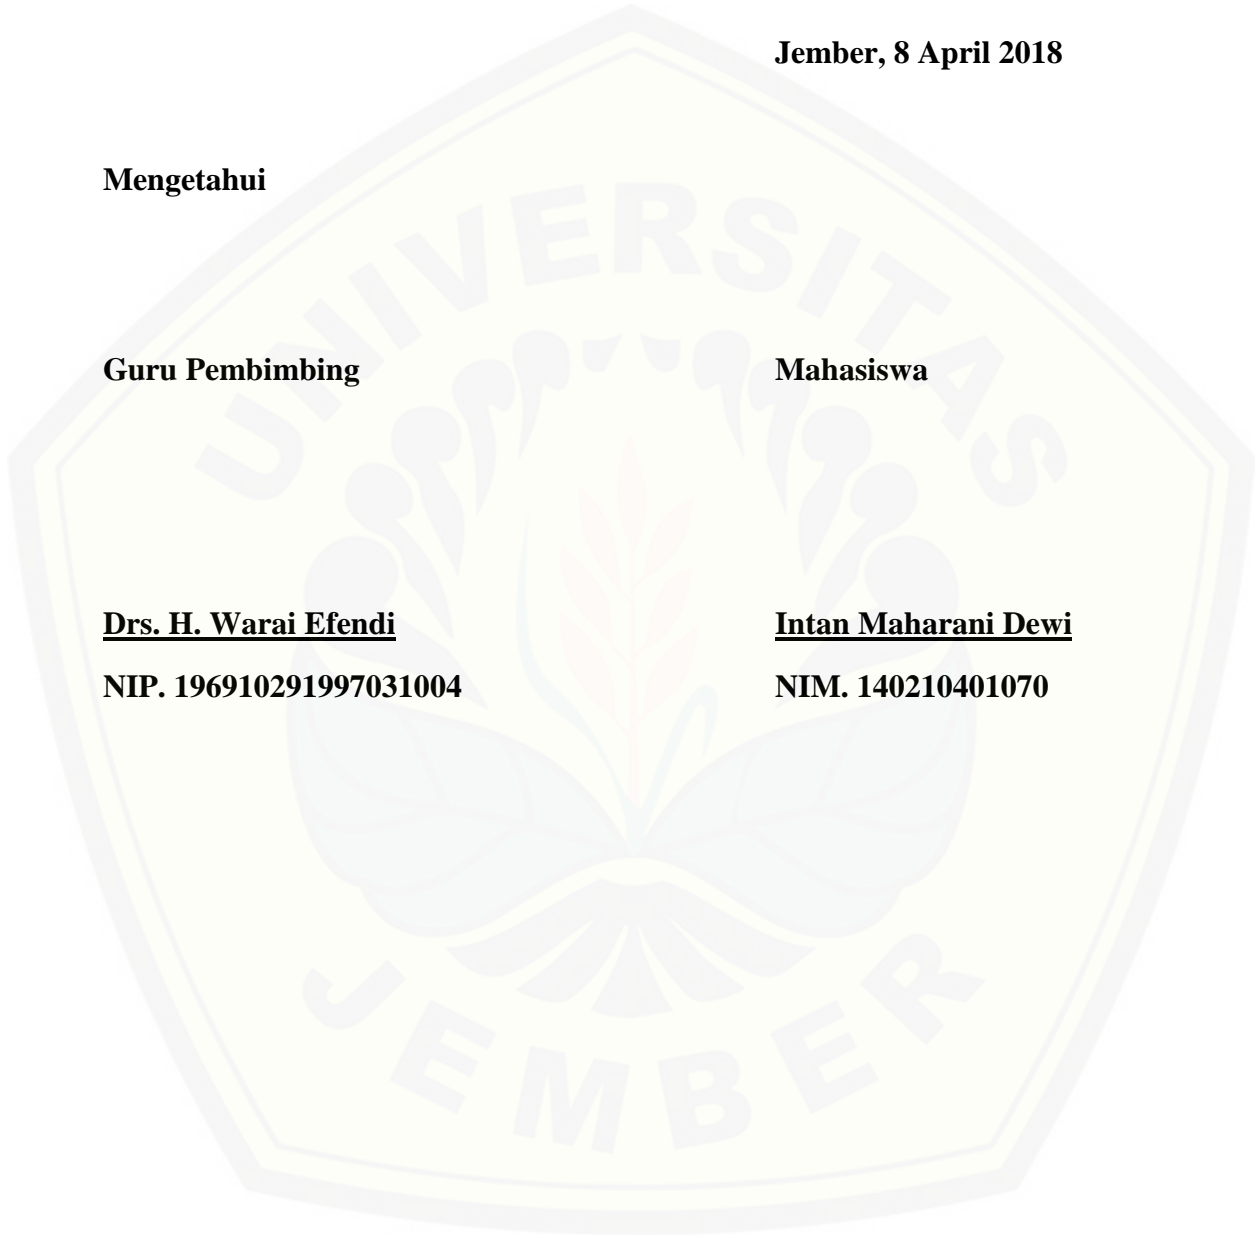 Jember, 8 April 2018
Mengetahui
Guru Pembimbing Mahasiswa
Drs. H. Warai Efendi Intan Maharani Dewi
NIP. 196910291997031004 NIM. 140210401070
UNIVERSITAS
JEMBER